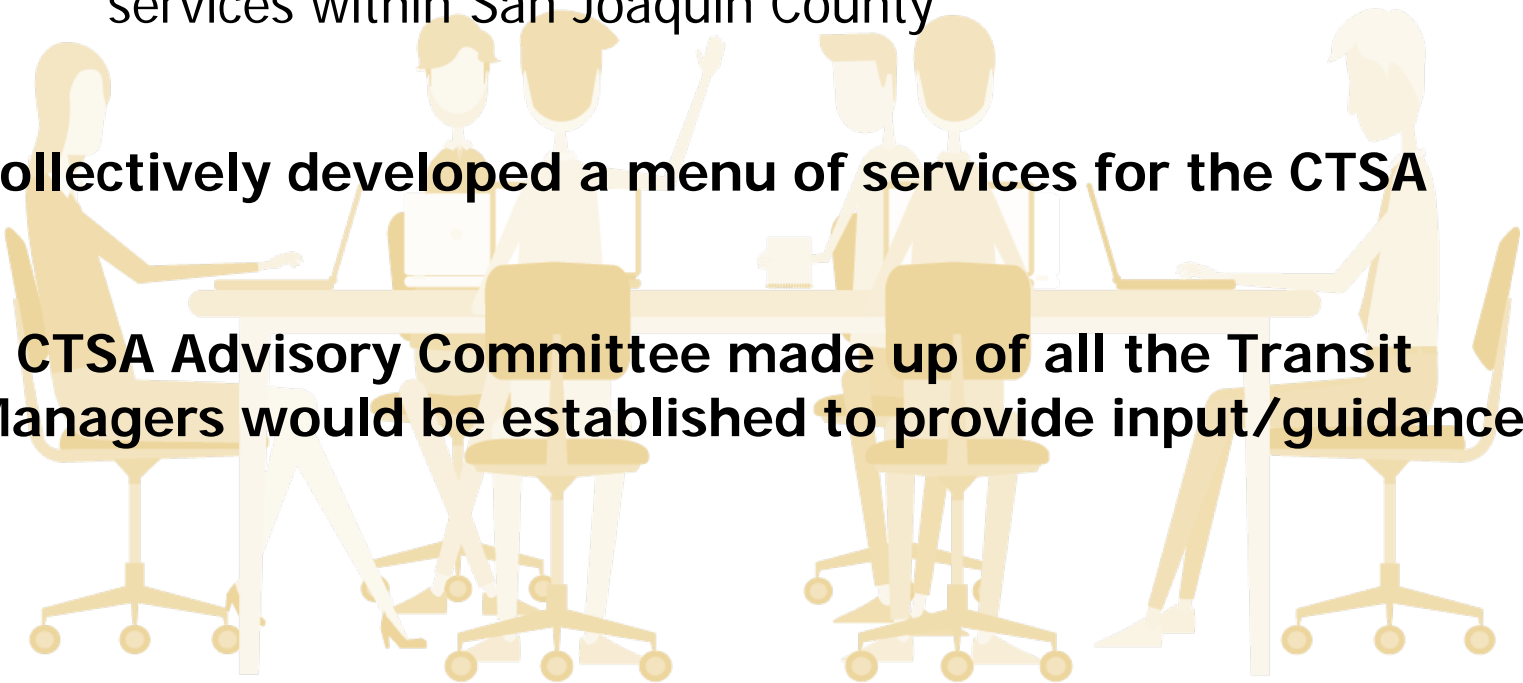 services within San Joaquin County
ollectively developed a menu of services for the CTSA
CTSA Advisory Committee made up of all the Transit
anagers would be established to provide input/guidance